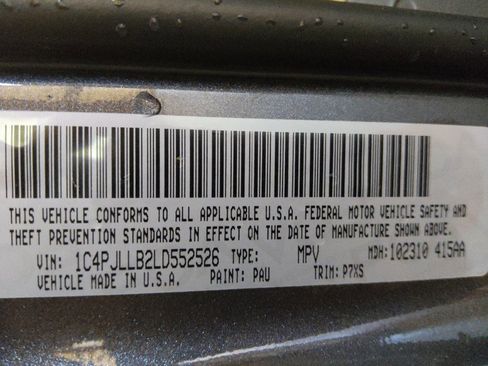 THIS VEHICLE CONFORMS TO ALL APPLICABLE U.S.A. FEDERAL MOTOR VEHICLE SAFETY AND
THEFT PREVENTION STANDARDS IN EFFECT ON THE DATE OF MANUFACTURE SHOWN ABOVE.
VIN: 1C4PJLLB2LD552526 TYPE: MPV MDH: 102310 415AA
VEHICLE MADE IN U.S.A. PAINT: PAU TRIM: P7XS